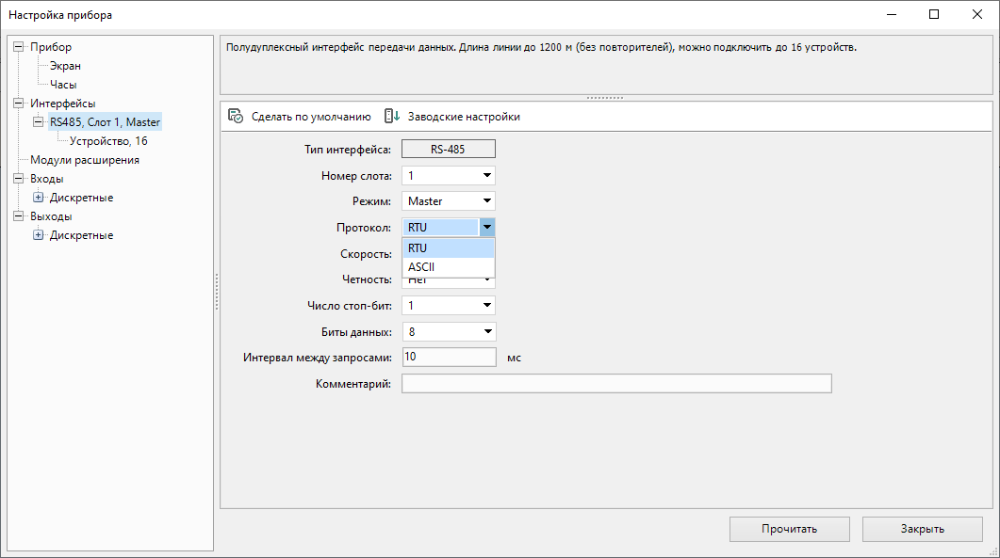 Настройка прибора
Прибор
Экран
Часы
Интерфейсы
RS485, Слот 1, Master
Устройство, 16
Модули расширения
Входы
Дискретные
Выходы
Дискретные
Полудуплексный интерфейс передачи данных. Длина линии до 1200 м (без повторителей), можно подключить до 16 устройств.
Сделать по умолчанию Заводские настройки
Тип интерфейса: RS-485
Номер слота: 1
Режим: Master
Протокол: RTU
RTU
Скорость:
ASCII
Четность: Нет
Число стоп-бит: 1
Биты данных: 8
Интервал между запросами: 10 мс
Комментарий:
Прочитать Закрыть